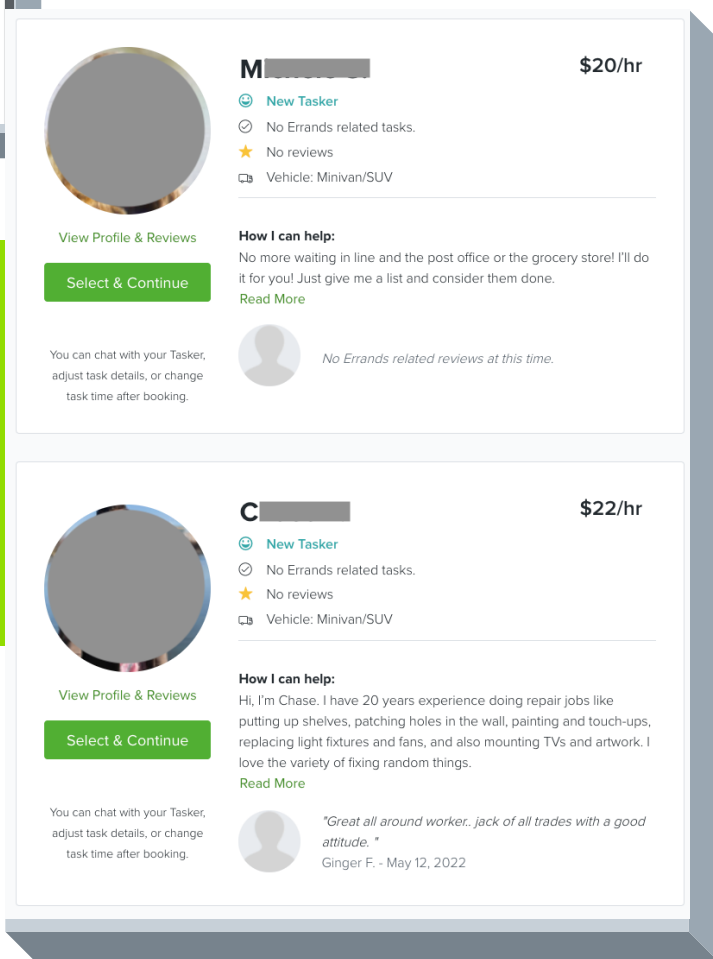 M
$20/hr
New Tasker
No Errands related tasks.
No reviews
Vehicle: Minivan/SUV
View Profile & Reviews
Select & Continue
You can chat with your Tasker,
adjust task details, or change
task time after booking.
How I can help:
No more waiting in line and the post office or the grocery store! I'll do
it for you! Just give me a list and consider them done.
Read More
No Errands related reviews at this time.
C
$22/hr
New Tasker
No Errands related tasks.
No reviews
Vehicle: Minivan/SUV
View Profile & Reviews
Select & Continue
You can chat with your Tasker,
adjust task details, or change
task time after booking.
How I can help:
Hi, I'm Chase. I have 20 years experience doing repair jobs like
putting up shelves, patching holes in the wall, painting and touch-ups,
replacing light fixtures and fans, and also mounting TVs and artwork. I
love the variety of fixing random things.
Read More
"Great all around worker.. jack of all trades with a good
attitude. "
Ginger F. - May 12, 2022